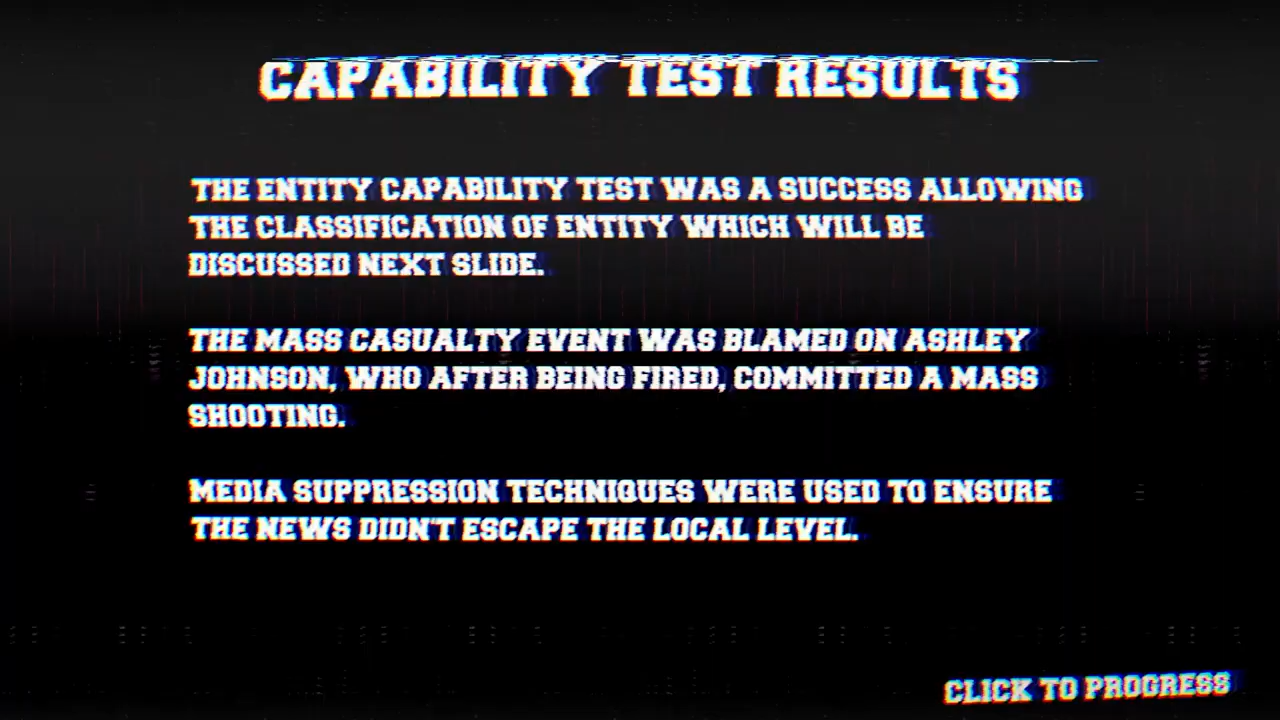 CAPABILITY TEST RESULTS
THE ENTITY CAPABILITY TEST WAS A SUCCESS ALLOWING
THE CLASSIFICATION OF ENTITY WHICH WILL BE
DISCUSSED NEXT SLIDE.
THE MASS CASUALTY EVENT WAS BLAMED ON ASHLEY
JOHNSON, WHO AFTER BEING FIRED, COMMITTED A MASS
SHOOTING.
MEDIA SUPPRESSION TECHNIQUES WERE USED TO ENSURE
THE NEWS DIDN'T ESCAPE THE LOCAL LEVEL.
CLICK TO PROGRESS